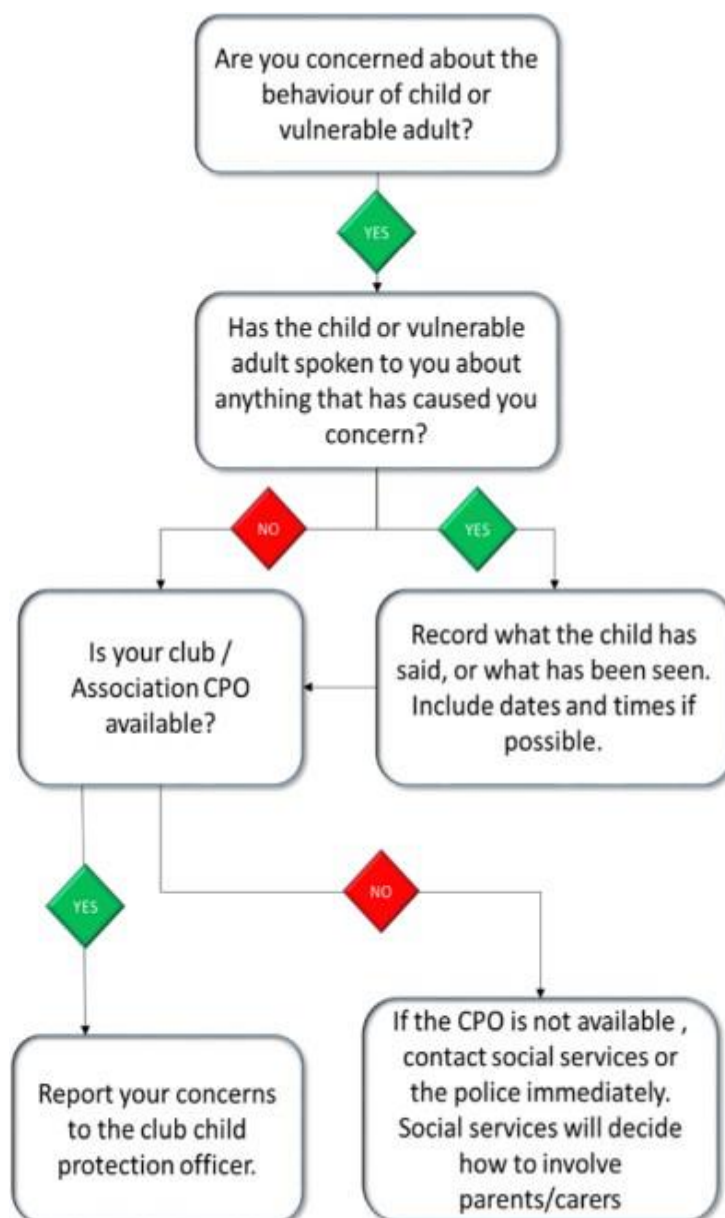 Are you concerned about the
behaviour of child or
vulnerable adult?
YES
Has the child or vulnerable
adult spoken to you about
anything that has caused you
concern?
NO
YES
Is your club /
Association CPO
available?
Record what the child has
said, or what has been seen.
Include dates and times if
possible.
YES
NO
Report your concerns
to the club child
protection officer.
If the CPO is not available ,
contact social services or
the police immediately.
Social services will decide
how to involve
parents/carers